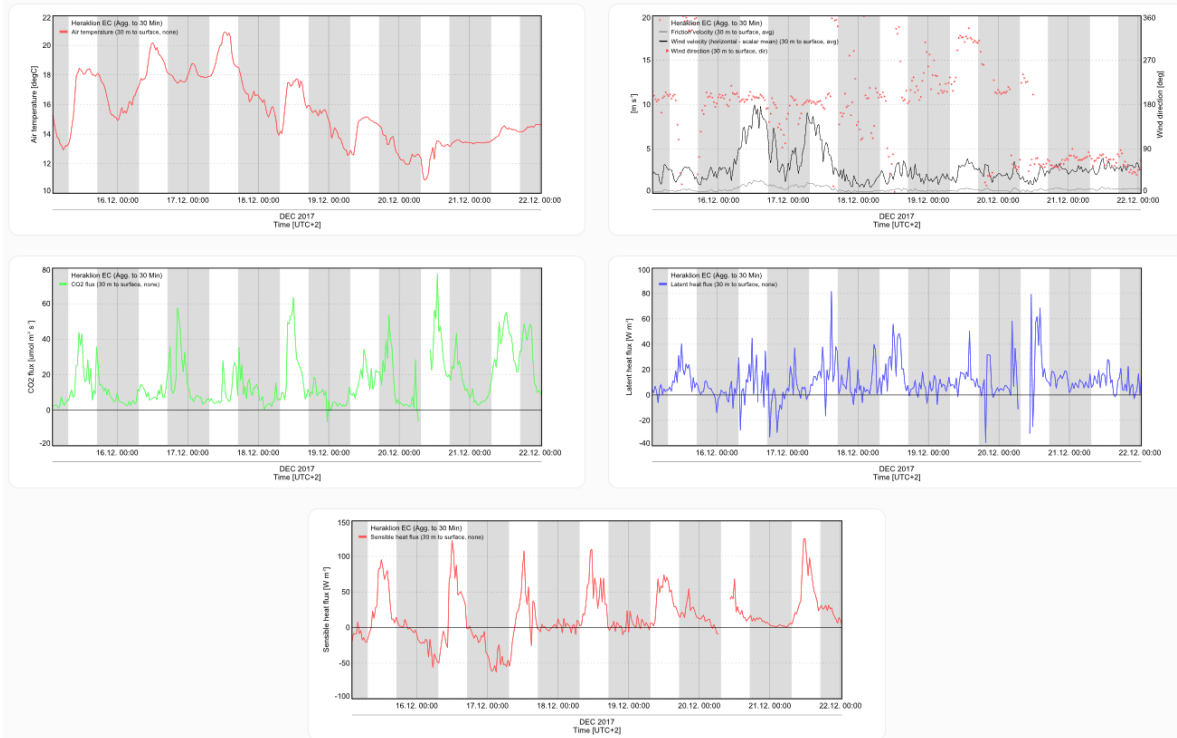 Heraklion EC (Agg. to 30 Min)
Air temperature (30 m to surface, none)
Air temperature [degC]
22
20
18
16
14
12
10
16.12. 00:00 17.12. 00:00 18.12. 00:00 19.12. 00:00 20.12. 00:00 21.12. 00:00 22.12. 00:00
DEC 2017
Time [UTC+2]
Heraklion EC (Agg. to 30 Min)
Friction velocity (30 m to surface, avg)
Wind velocity (horizontal - scalar mean) (30 m to surface, avg)
Wind direction (30 m to surface, dir)
[m s⁻¹]
20
15
10
5
0
Wind direction [deg]
360
270
180
90
0
16.12. 00:00 17.12. 00:00 18.12. 00:00 19.12. 00:00 20.12. 00:00 21.12. 00:00 22.12. 00:00
DEC 2017
Time [UTC+2]
Heraklion EC (Agg. to 30 Min)
CO2 flux (30 m to surface, none)
CO2 flux [umol m⁻² s⁻¹]
80
60
40
20
0
-20
16.12. 00:00 17.12. 00:00 18.12. 00:00 19.12. 00:00 20.12. 00:00 21.12. 00:00 22.12. 00:00
DEC 2017
Time [UTC+2]
Heraklion EC (Agg. to 30 Min)
Latent heat flux (30 m to surface, none)
Latent heat flux [W m⁻²]
100
80
60
40
20
0
-20
-40
16.12. 00:00 17.12. 00:00 18.12. 00:00 19.12. 00:00 20.12. 00:00 21.12. 00:00 22.12. 00:00
DEC 2017
Time [UTC+2]
Heraklion EC (Agg. to 30 Min)
Sensible heat flux (30 m to surface, none)
Sensible heat flux [W m⁻²]
150
100
50
0
-50
-100
16.12. 00:00 17.12. 00:00 18.12. 00:00 19.12. 00:00 20.12. 00:00 21.12. 00:00 22.12. 00:00
DEC 2017
Time [UTC+2]